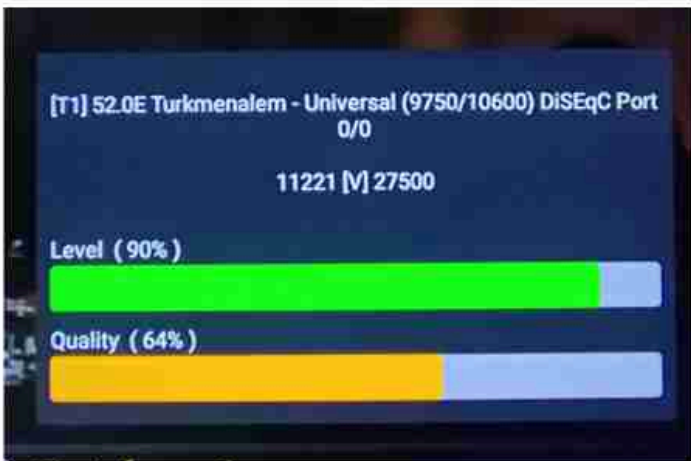 [T1] 52.0E Turkmenalem - Universal (9750/10600) DiSEqC Port
0/0
11221 [V] 27500
Level ( 90% )
Quality ( 64% )